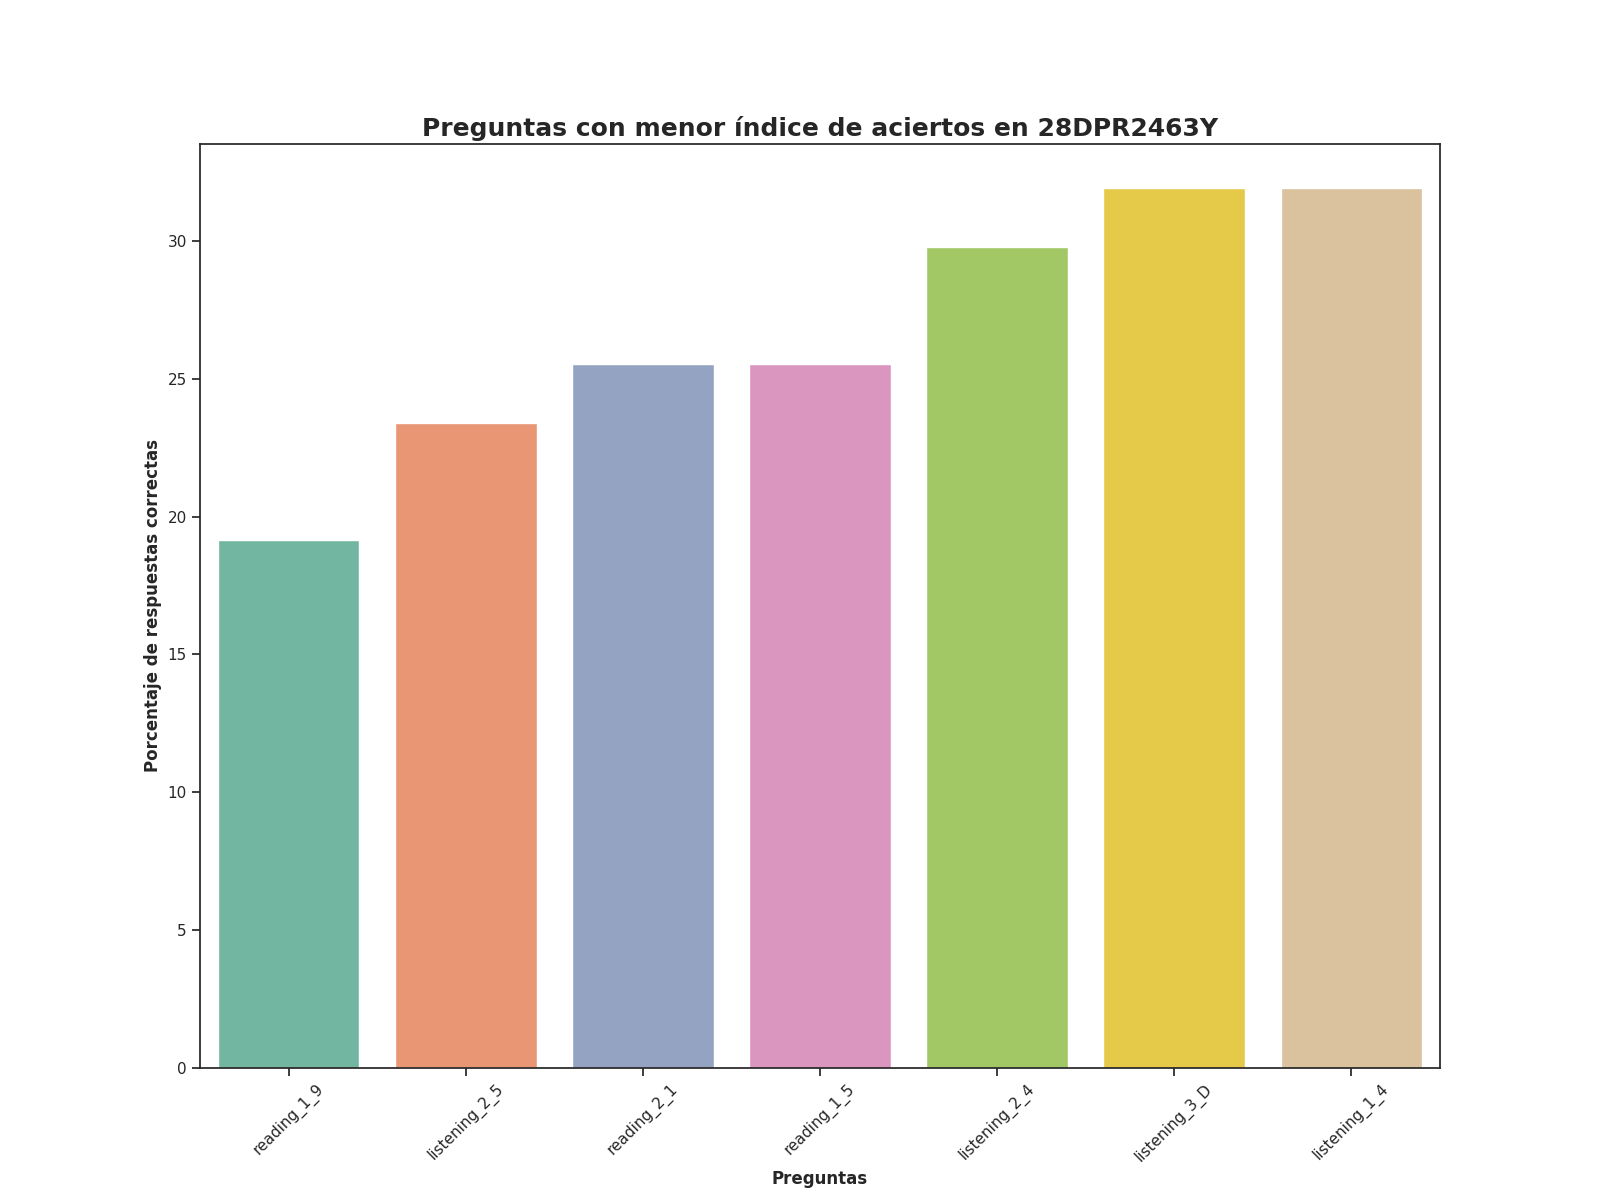 Preguntas con menor índice de aciertos en 28DPR2463Y
Porcentaje de respuestas correctas
30
25
20
15
10
5
0
reading_1_9
listening_2_5
reading_2_1
reading_1_5
listening_2_4
listening_3_D
listening_1_4
Preguntas